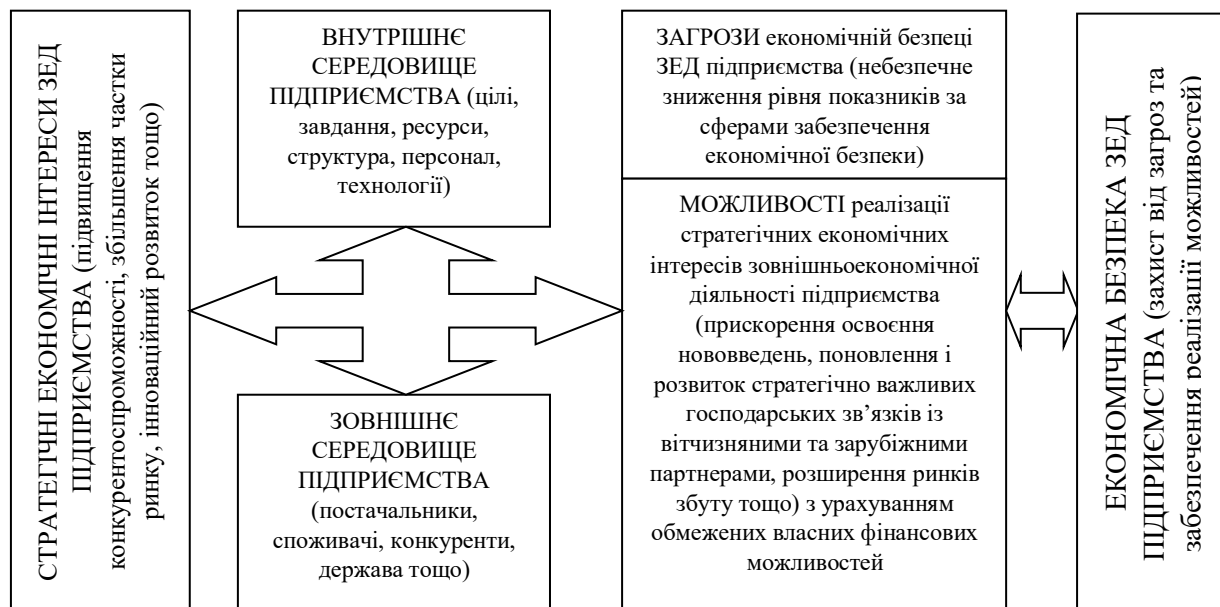 СТРАТЕГІЧНІ ЕКОНОМІЧНІ ІНТЕРЕСИ ЗЕД
ПІДПРИЄМСТВА (підвищення
конкурентоспроможності, збільшення частки
ринку, інноваційний розвиток тощо)
ВНУТРІШНЄ
СЕРЕДОВИЩЕ
ПІДПРИЄМСТВА (цілі,
завдання, ресурси,
структура, персонал,
технології)
ЗОВНІШНЄ
СЕРЕДОВИЩЕ
ПІДПРИЄМСТВА
(постачальники,
споживачі, конкуренти,
держава тощо)
ЗАГРОЗИ економічній безпеці
ЗЕД підприємства (небезпечне
зниження рівня показників за
сферами забезпечення
економічної безпеки)
МОЖЛИВОСТІ реалізації
стратегічних економічних
інтересів зовнішньоекономічної
діяльності підприємства
(прискорення освоєння
нововведень, поновлення і
розвиток стратегічно важливих
господарських зв’язків із
вітчизняними та зарубіжними
партнерами, розширення ринків
збуту тощо) з урахуванням
обмежених власних фінансових
можливостей
ЕКОНОМІЧНА БЕЗПЕКА ЗЕД
ПІДПРИЄМСТВА (захист від загроз та
забезпечення реалізації можливостей)